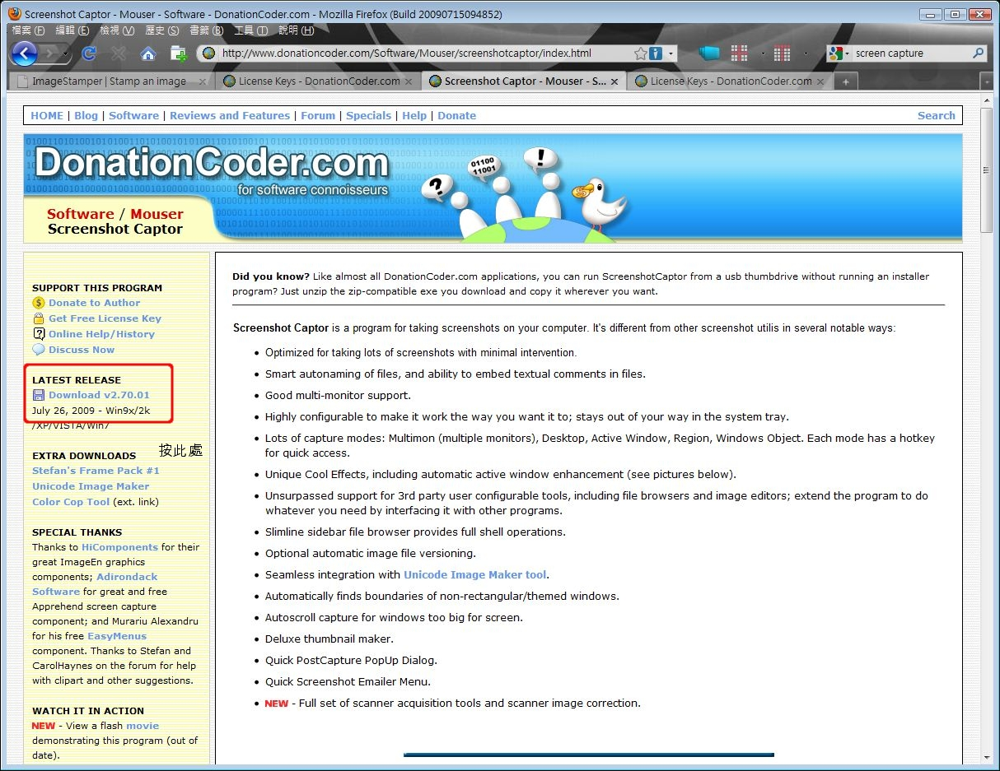 Screenshot Captor - Mouser - Software - DonationCoder.com - Mozilla Firefox (Build 20090715094852)
檔案 (F) 編輯 (E) 檢視 (V) 歷史 (S) 書籤 (B) 工具 (T) 說明 (H)
http://www.donationcoder.com/Software/Mouser/screenshotcaptor/index.html
screen capture
ImageStamper | Stamp an image
License Keys - DonationCoder.com
Screenshot Captor - Mouser - S...
License Keys - DonationCoder.com
HOME | Blog | Software | Reviews and Features | Forum | Specials | Help | Donate
Search
DonationCoder.com
for software connoisseurs
?
01100
11001
!
Software / Mouser
Screenshot Captor
SUPPORT THIS PROGRAM
Donate to Author
Get Free License Key
Online Help/History
Discuss Now
LATEST RELEASE
Download v2.70.01
July 26, 2009 - Win9x/2k
/XP/VISTA/Win7
按此處
EXTRA DOWNLOADS
Stefan's Frame Pack #1
Unicode Image Maker
Color Cop Tool (ext. link)
SPECIAL THANKS
Thanks to HiComponents for their
great ImageEn graphics
components; Adirondack
Software for great and free
Apprehend screen capture
component; and Murariu Alexandru
for his free EasyMenus
component. Thanks to Stefan and
CarolHaynes on the forum for help
with clipart and other suggestions.
WATCH IT IN ACTION
NEW - View a flash movie
demonstrating this program (out of
date).
Did you know? Like almost all DonationCoder.com applications, you can run ScreenshotCaptor from a usb thumbdrive without running an installer
program? Just unzip the zip-compatible exe you download and copy it wherever you want.
Screenshot Captor is a program for taking screenshots on your computer. It's different from other screenshot utilis in several notable ways:
• Optimized for taking lots of screenshots with minimal intervention.
• Smart autonaming of files, and ability to embed textual comments in files.
• Good multi-monitor support.
• Highly configurable to make it work the way you want it to; stays out of your way in the system tray.
• Lots of capture modes: Multimon (multiple monitors), Desktop, Active Window, Region, Windows Object. Each mode has a hotkey
for quick access.
• Unique Cool Effects, including automatic active window enhancement (see pictures below).
• Unsurpassed support for 3rd party user configurable tools, including file browsers and image editors; extend the program to do
whatever you need by interfacing it with other programs.
• Slimline sidebar file browser provides full shell operations.
• Optional automatic image file versioning.
• Seamless integration with Unicode Image Maker tool.
• Automatically finds boundaries of non-rectangular/themed windows.
• Autoscroll capture for windows too big for screen.
• Deluxe thumbnail maker.
• Quick PostCapture PopUp Dialog.
• Quick Screenshot Emailer Menu.
• NEW - Full set of scanner acquisition tools and scanner image correction.